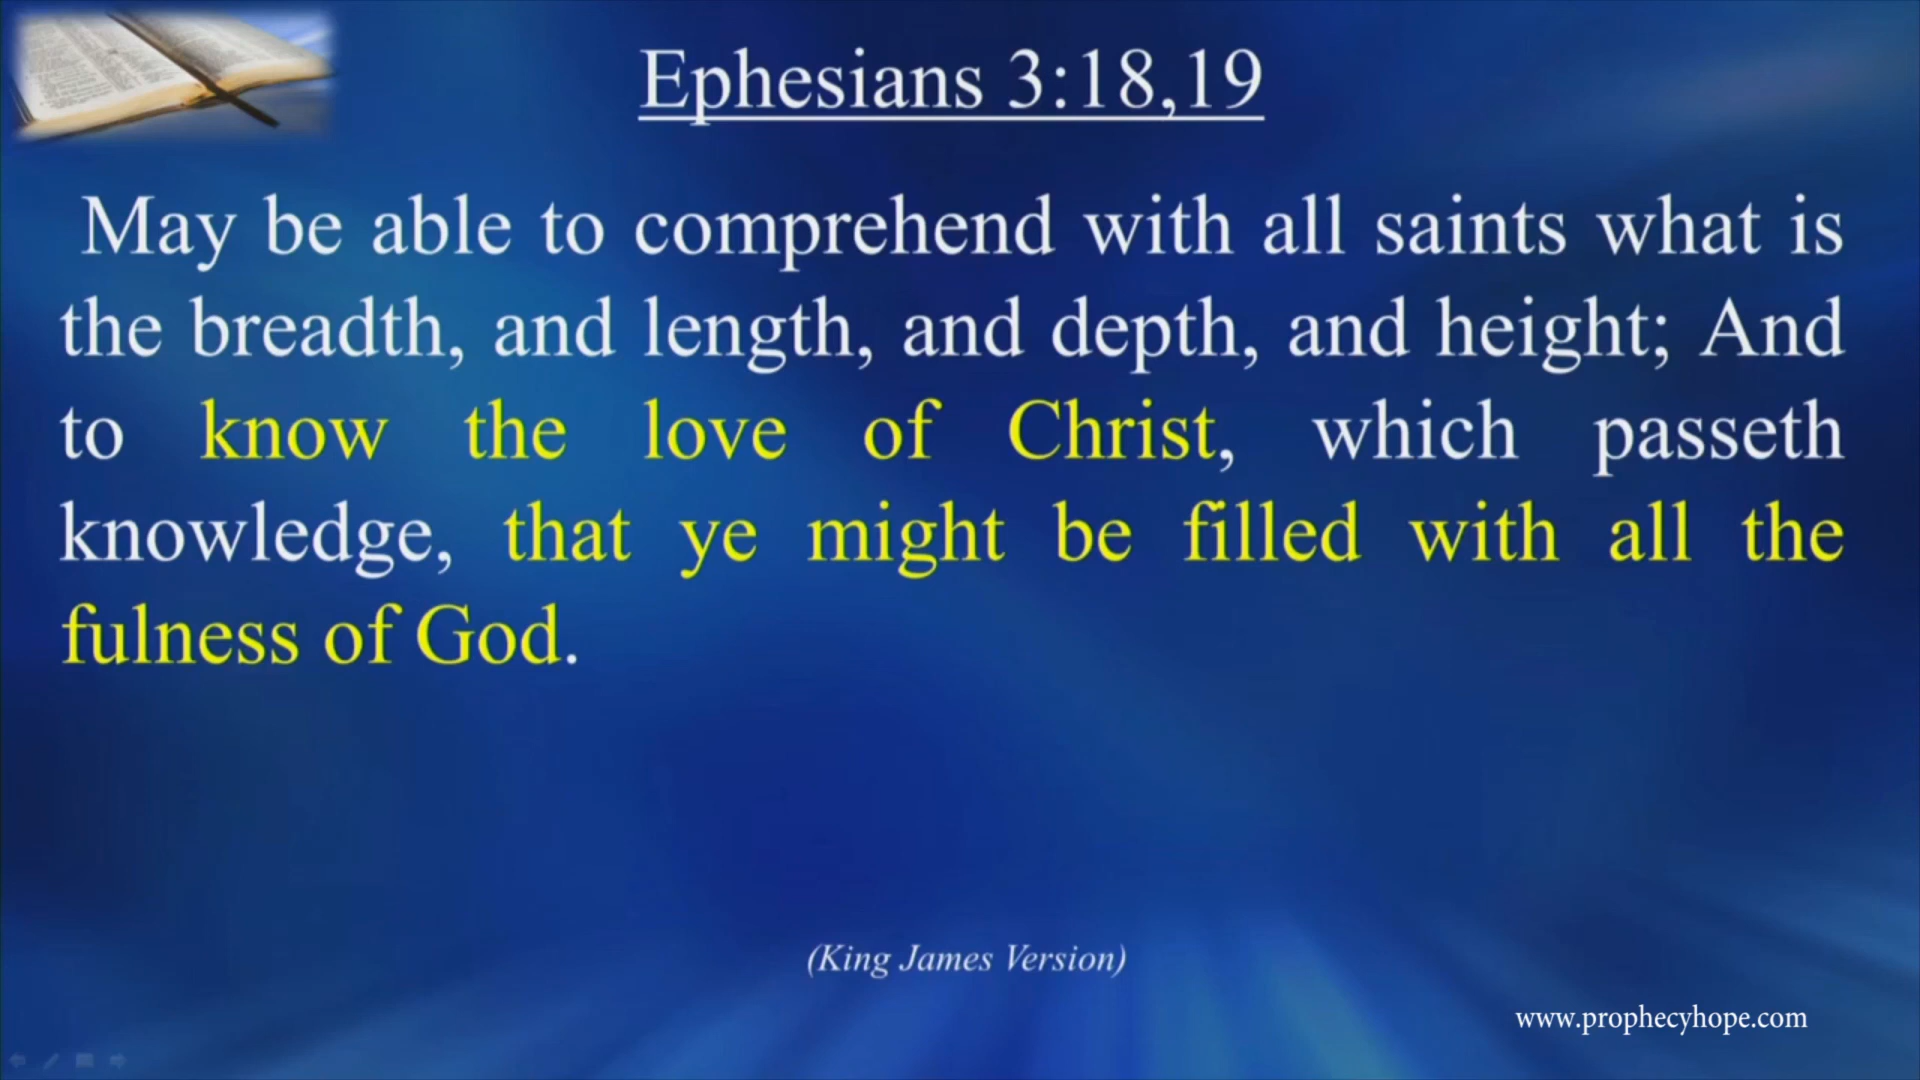 Ephesians 3:18,19
May be able to comprehend with all saints what is
the breadth, and length, and depth, and height; And
to know the love of Christ, which passeth
knowledge, that ye might be filled with all the
fulness of God.
(King James Version)
www.prophecyhope.com